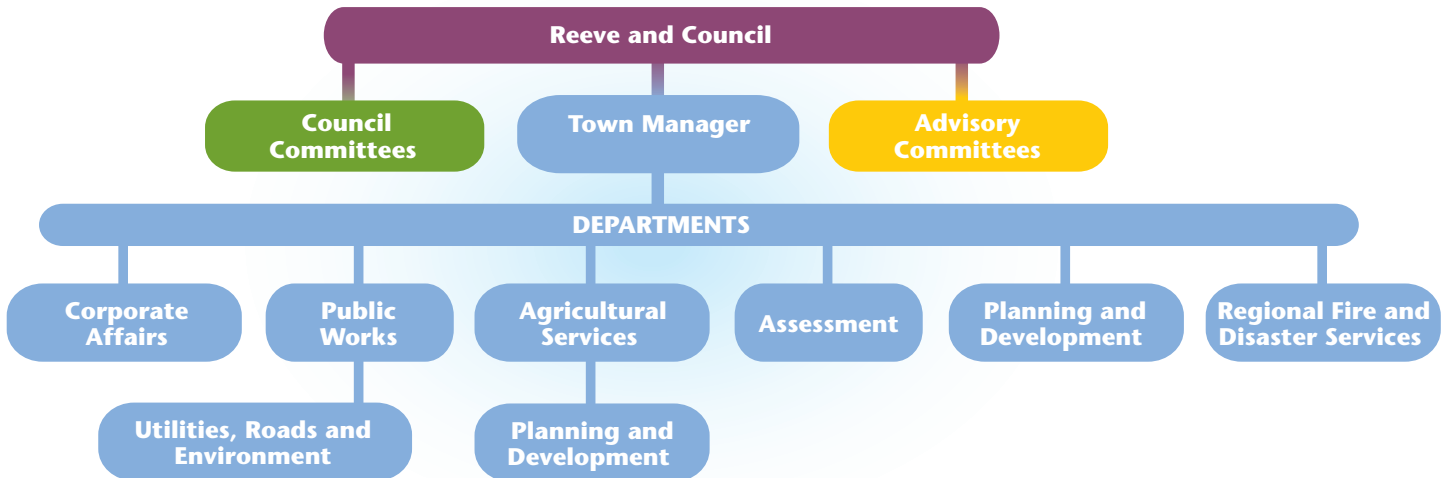 Reeve and Council
Council
Committees
Town Manager
Advisory
Committees
DEPARTMENTS
Corporate
Affairs
Public
Works
Agricultural
Services
Assessment
Planning and
Development
Regional Fire and
Disaster Services
Utilities, Roads and
Environment
Planning and
Development